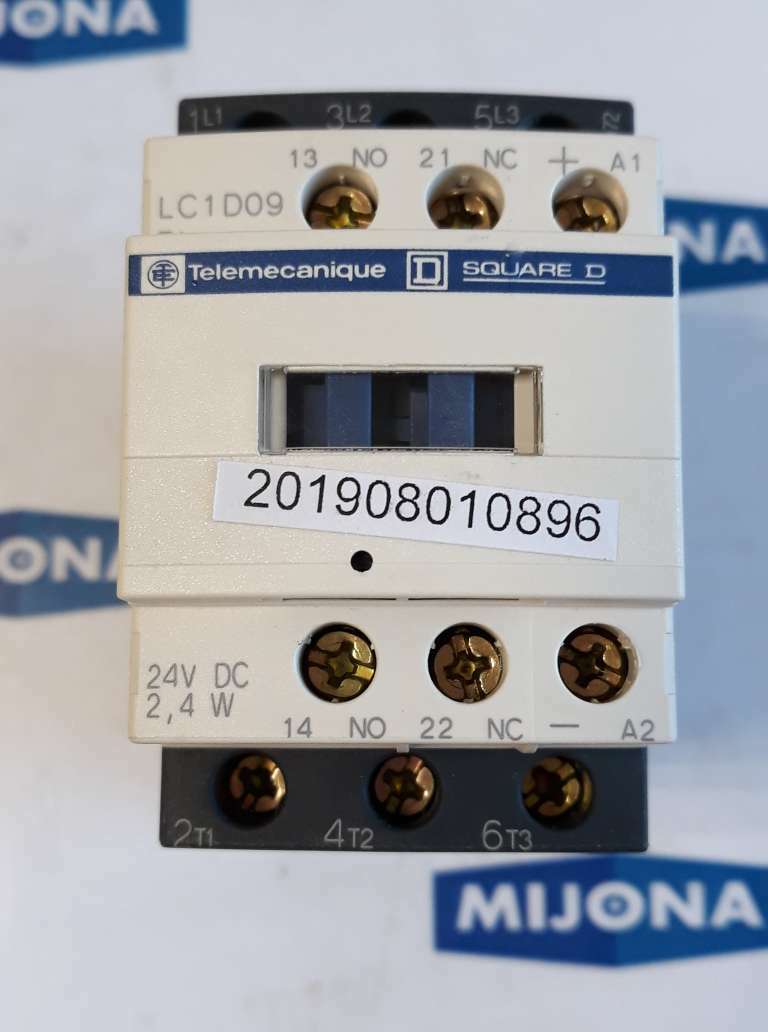 MIJONA
1L1 3L2 5L3 72
13 NO 21 NC + A1
LC1D09
Telemecanique D SQUARE D
NA
201908010896
ONA
24V DC
2,4 W
14 NO 22 NC — A2
2T1 4T2 6T3
MIJONA